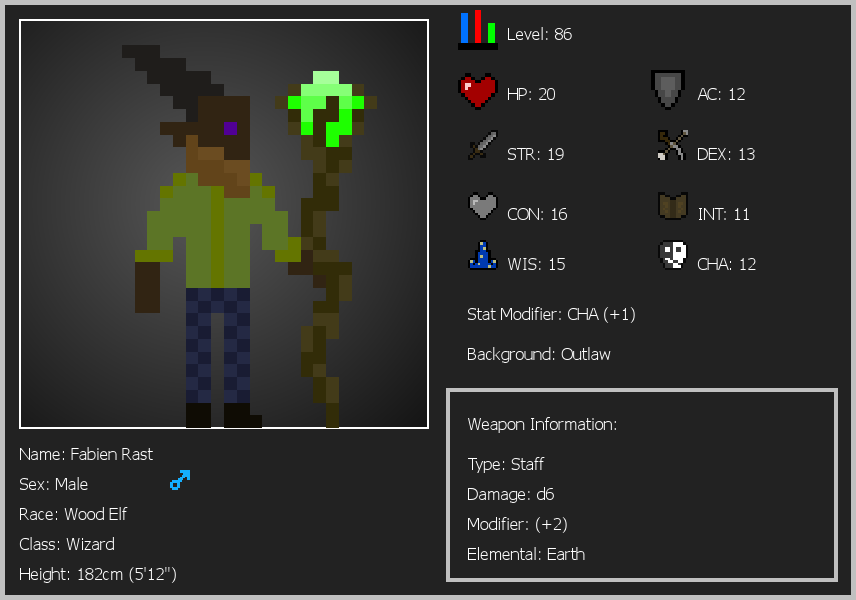 Level: 86
HP: 20
AC: 12
STR: 19
DEX: 13
CON: 16
INT: 11
WIS: 15
CHA: 12
Stat Modifier: CHA (+1)
Background: Outlaw
Weapon Information:
Type: Staff
Damage: d6
Modifier: (+2)
Elemental: Earth
Name: Fabien Rast
Sex: Male
Race: Wood Elf
Class: Wizard
Height: 182cm (5'12")